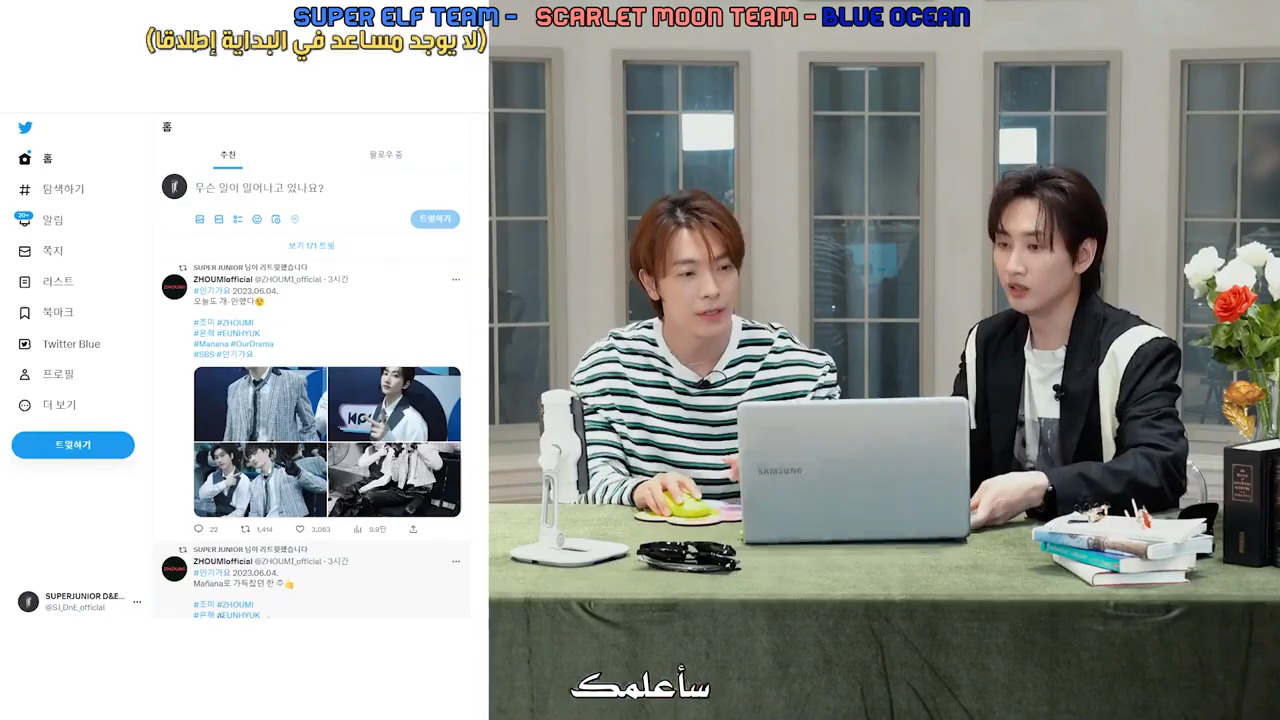 SUPER ELF TEAM - SCARLET MOON TEAM - BLUE OCEAN
(لا يوجد مساعد في البداية إطلاقا)
홈
추천
팔로우 중
홈
탐색하기
20+
알림
쪽지
리스트
북마크
Twitter Blue
프로필
더 보기
트윗하기
SUPERJUNIOR D&E...
@SJ_DnE_official
무슨 일이 일어나고 있나요?
트윗하기
보기 171 트윗
SUPER JUNIOR 님이 리트윗했습니다
ZHOUMIofficial @ZHOUMI_official · 3시간
#인기가요 2023.06.04.
오늘도 개-안했다😉
#조미 #ZHOUMI
#은혁 #EUNHYUK
#Manana #OurDrama
#SBS #인기가요
22 1,414 3,063 9.9만
SUPER JUNIOR 님이 리트윗했습니다
ZHOUMIofficial @ZHOUMI_official · 3시간
#인기가요 2023.06.04.
Mañana로 가득찼던 한 주👍
#조미 #ZHOUMI
#은혁 #EUNHYUK
SAMSUNG
سأعلمك